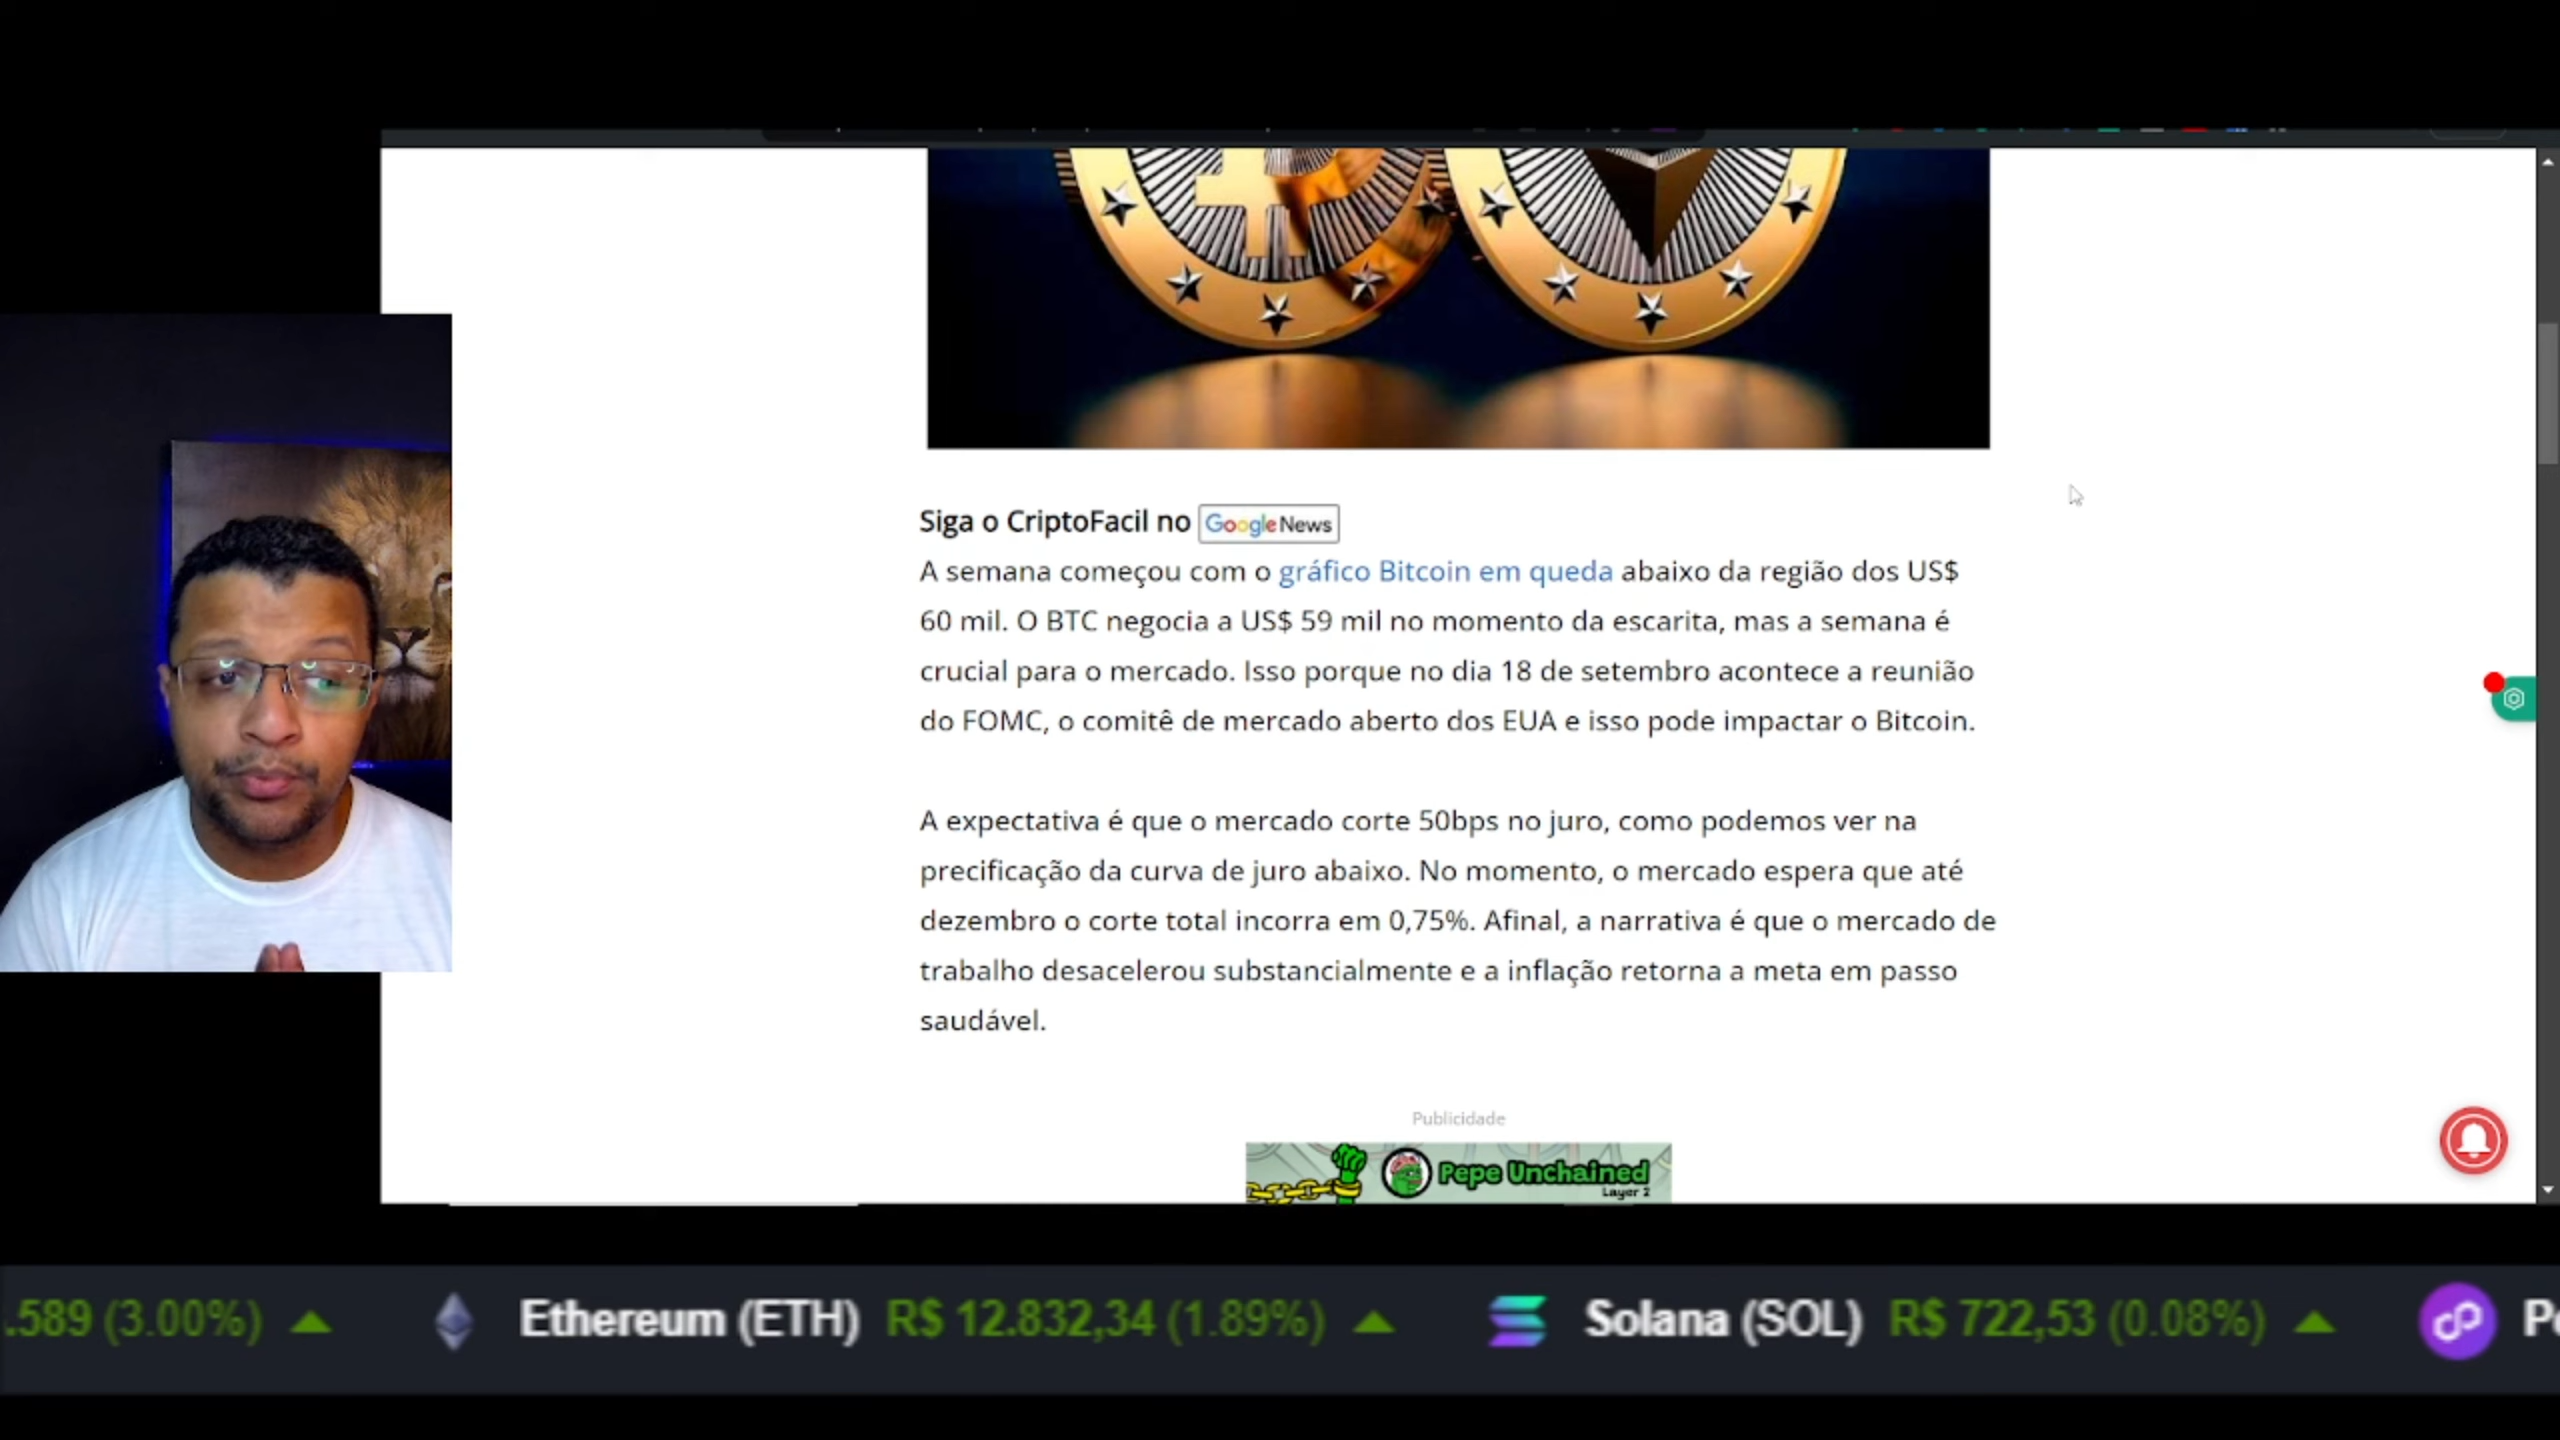 Siga o CriptoFacil no Google News
A semana começou com o gráfico Bitcoin em queda abaixo da região dos US$
60 mil. O BTC negocia a US$ 59 mil no momento da escarita, mas a semana é
crucial para o mercado. Isso porque no dia 18 de setembro acontece a reunião
do FOMC, o comitê de mercado aberto dos EUA e isso pode impactar o Bitcoin.
A expectativa é que o mercado corte 50bps no juro, como podemos ver na
precificação da curva de juro abaixo. No momento, o mercado espera que até
dezembro o corte total incorra em 0,75%. Afinal, a narrativa é que o mercado de
trabalho desacelerou substancialmente e a inflação retorna a meta em passo
saudável.
Publicidade
Pepe Unchained
Layer 2
.589 (3.00%) Ethereum (ETH) R$ 12.832,34 (1.89%) Solana (SOL) R$ 722,53 (0.08%)